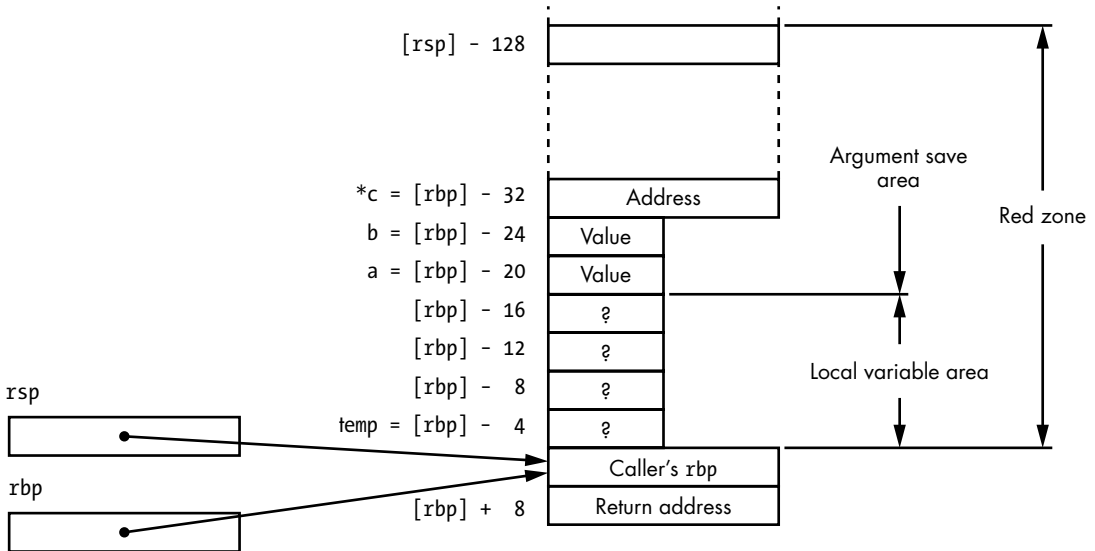 [rsp] - 128
Argument save
area
Red zone
*c = [rbp] - 32
Address
b = [rbp] - 24
Value
a = [rbp] - 20
Value
[rbp] - 16
?
[rbp] - 12
?
Local variable area
[rbp] - 8
?
rsp
temp = [rbp] - 4
?
Caller's rbp
rbp
[rbp] + 8
Return address